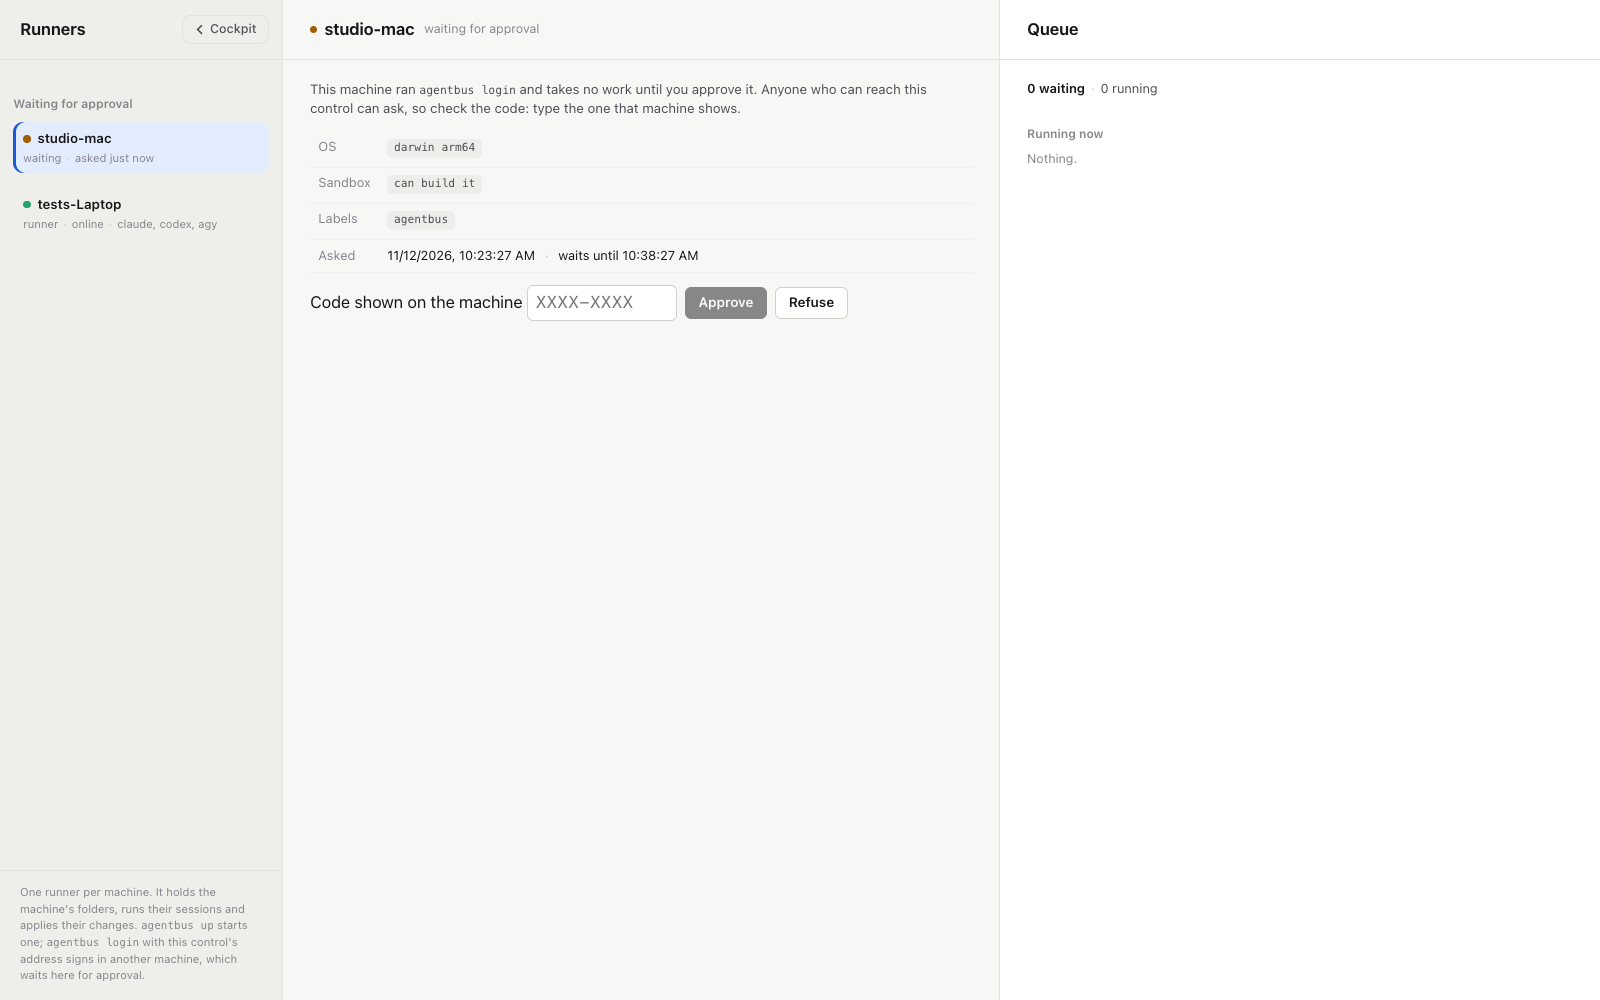 Runners
Cockpit
Waiting for approval
studio-mac
waiting · asked just now
tests-Laptop
runner · online · claude, codex, agy
One runner per machine. It holds the
machine's folders, runs their sessions and
applies their changes. agentbus up starts
one; agentbus login with this control's
address signs in another machine, which
waits here for approval.
studio-mac waiting for approval
This machine ran agentbus login and takes no work until you approve it. Anyone who can reach this
control can ask, so check the code: type the one that machine shows.
OS darwin arm64
Sandbox can build it
Labels agentbus
Asked 11/12/2026, 10:23:27 AM · waits until 10:38:27 AM
Code shown on the machine XXXX–XXXX Approve Refuse
Queue
0 waiting · 0 running
Running now
Nothing.